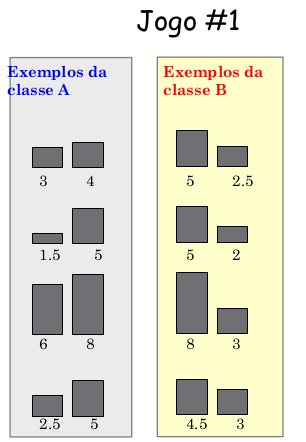 Jogo #1
Exemplos da
classe A
3 4
1.5 5
6 8
2.5 5
Exemplos da
classe B
5 2.5
5 2
8 3
4.5 3